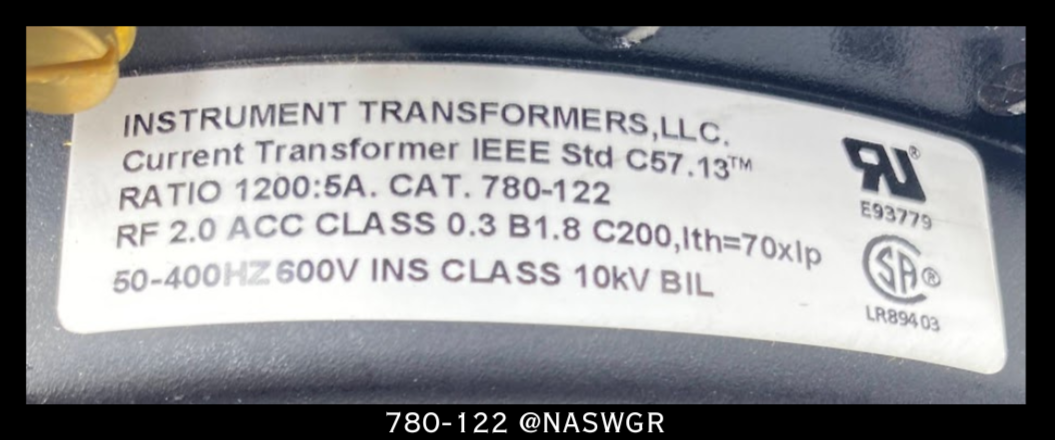 INSTRUMENT TRANSFORMERS,LLC.
Current Transformer IEEE Std C57.13™
RATIO 1200:5A. CAT. 780-122
RF 2.0 ACC CLASS 0.3 B1.8 C200,Ith=70xIp
50-400HZ 600V INS CLASS 10kV BIL
RU®
E93779
SA®
LR89403
780-122 @NASWGR